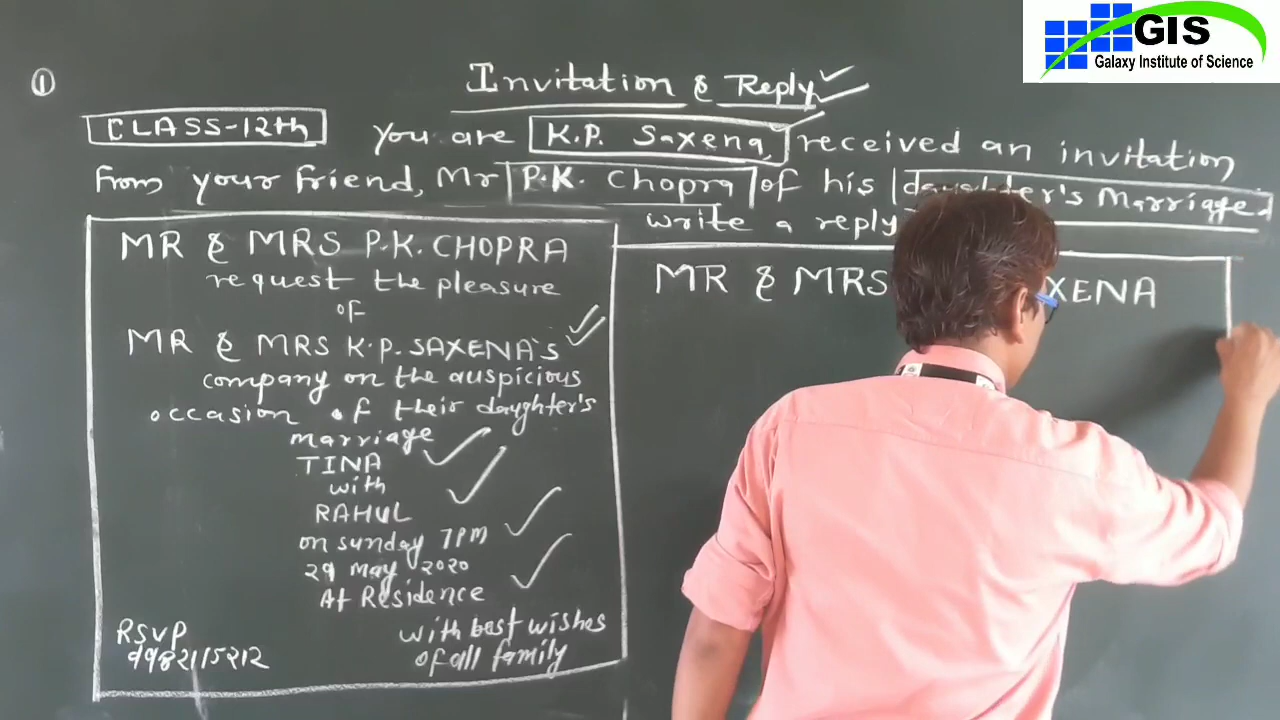 GIS
Galaxy Institute of Science
①
Invitation & Reply
CLASS-12th
You are K.P. Saxena, received an invitation
from your friend, Mr P.K. Chopra of his daughter's Marriage.
write a reply
MR & MRS P.K. CHOPRA
request the pleasure
of
MR & MRS K.P. SAXENA'S
company on the auspicious
occasion of their daughter's
marriage
TINA
with
RAHUL
on sunday 7PM
29 May 2020
At Residence
RSVP
9982115212
with best wishes
of all family
MR & MRS XENA